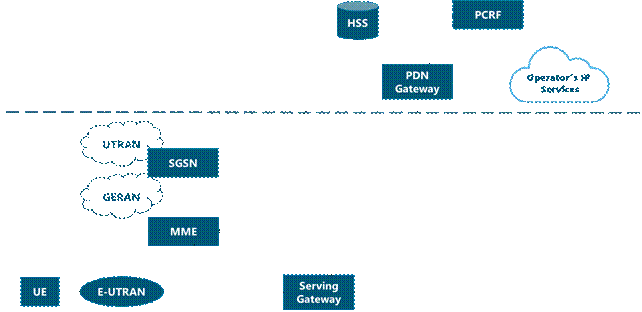 HSS
PCRF
PDN
Gateway
Operator's IP
Services
UTRAN
SGSN
GERAN
MME
UE
E-UTRAN
Serving
Gateway